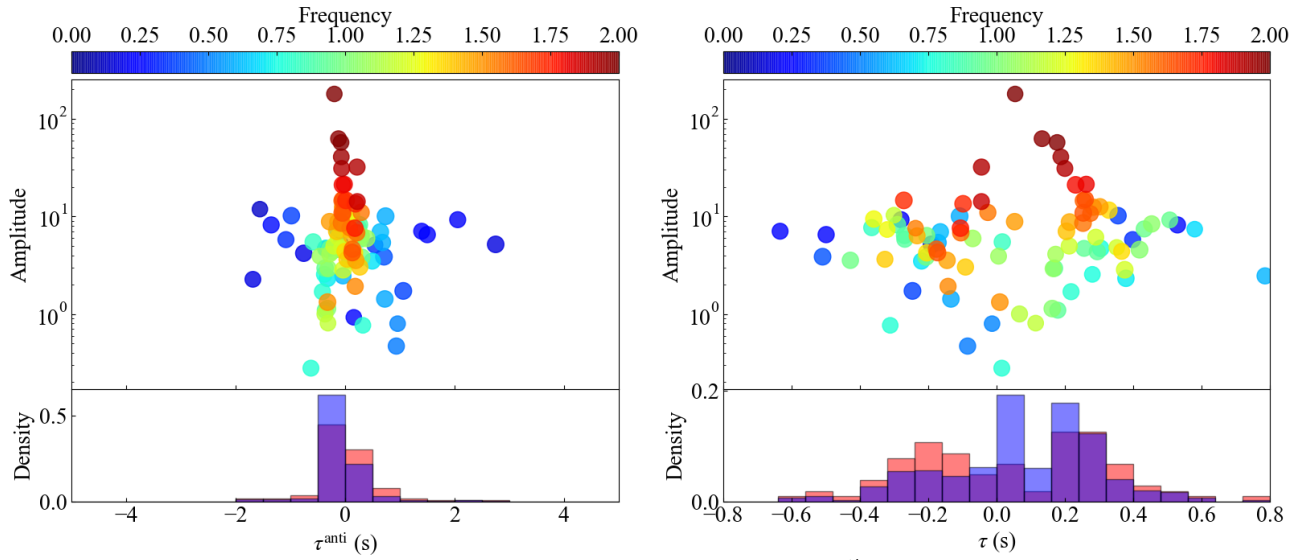 Frequency
0.00 0.25 0.50 0.75 1.00 1.25 1.50 1.75 2.00
10²
10¹
10⁰
Amplitude
0.5
0.0
Density
−4 −2 0 2 4
τ^anti (s)
Frequency
0.00 0.25 0.50 0.75 1.00 1.25 1.50 1.75 2.00
10²
10¹
10⁰
Amplitude
0.2
0.0
Density
−0.8 −0.6 −0.4 −0.2 0.0 0.2 0.4 0.6 0.8
τ (s)